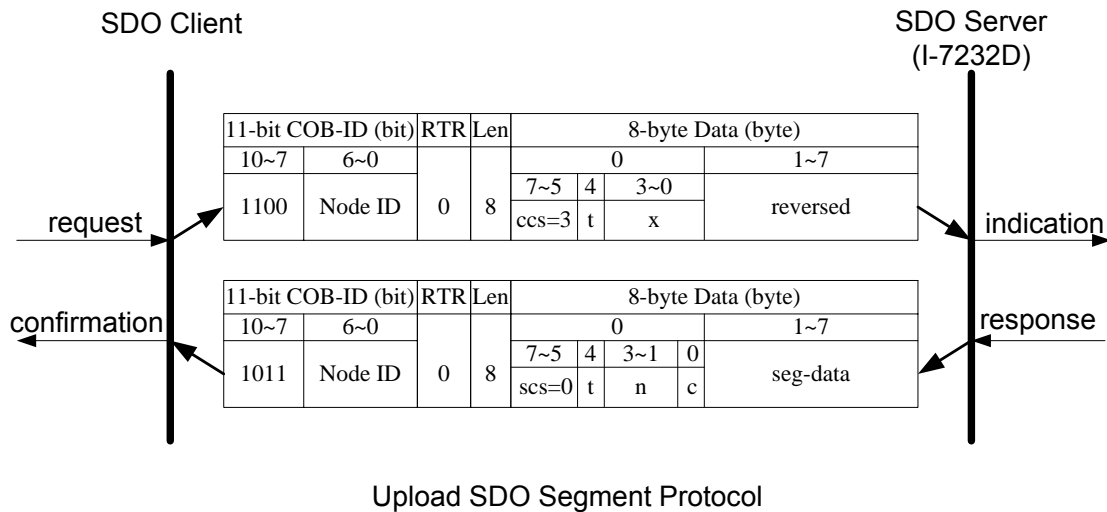 SDO Client
SDO Server
(I-7232D)
11-bit COB-ID (bit) RTR Len 8-byte Data (byte)
10~7 6~0 0 1~7
7~5 4 3~0
1100 Node ID 0 8 reversed
ccs=3 t x
request
indication
11-bit COB-ID (bit) RTR Len 8-byte Data (byte)
10~7 6~0 0 1~7
confirmation
response
7~5 4 3~1 0
1011 Node ID 0 8 seg-data
scs=0 t n c
Upload SDO Segment Protocol